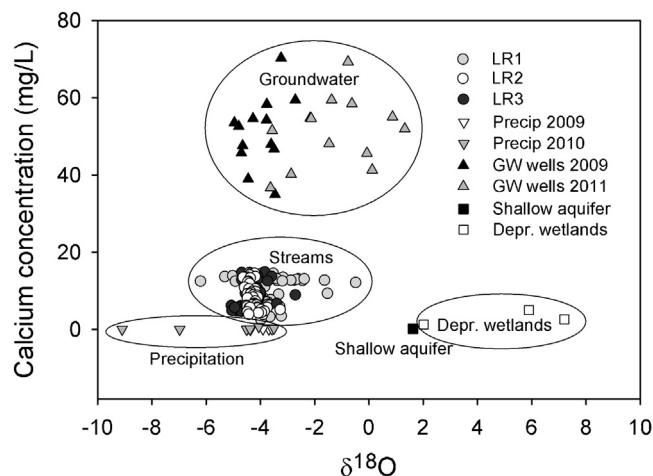 80
60
40
20
0
Calcium concentration (mg/L)
-10 -8 -6 -4 -2 0 2 4 6 8 10
δ18O
Groundwater
Streams
Precipitation
Shallow aquifer
Depr. wetlands
LR1
LR2
LR3
Precip 2009
Precip 2010
GW wells 2009
GW wells 2011
Shallow aquifer
Depr. wetlands